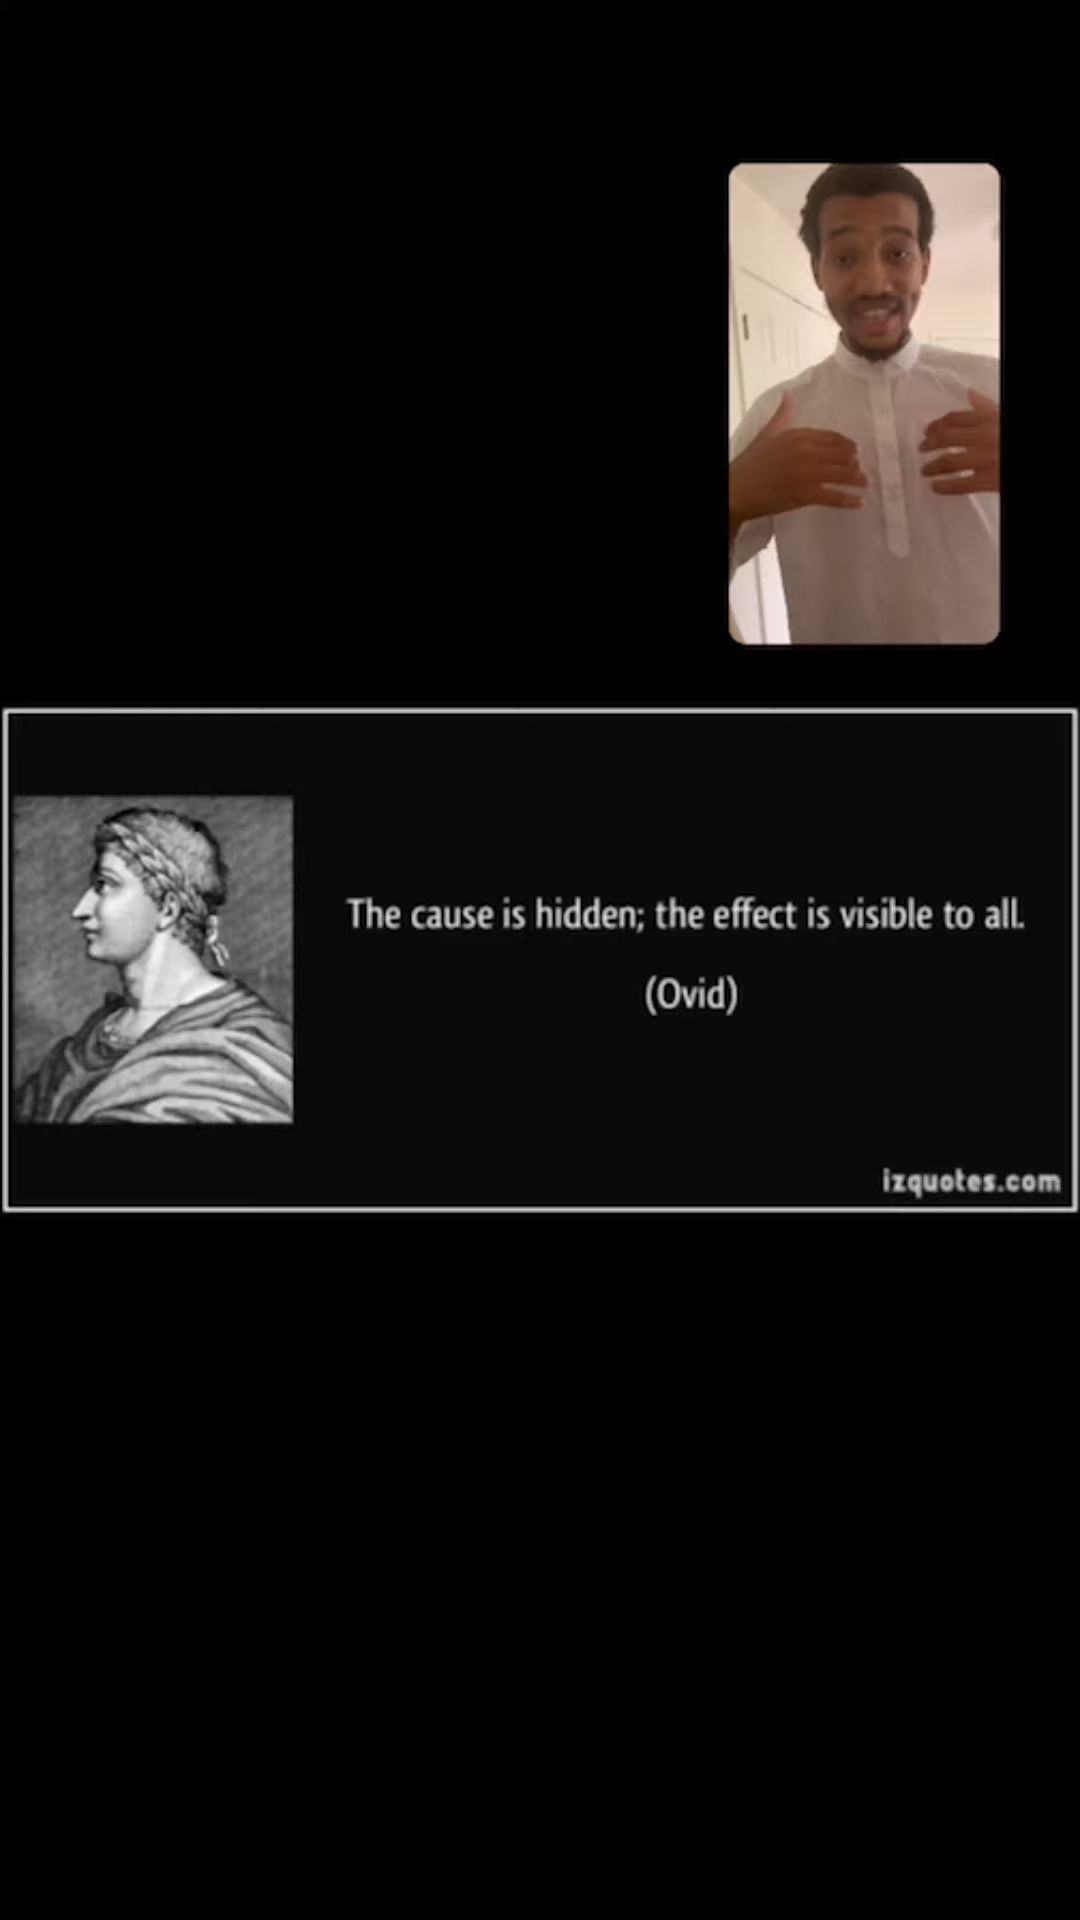 The cause is hidden; the effect is visible to all.
(Ovid)
izquotes.com